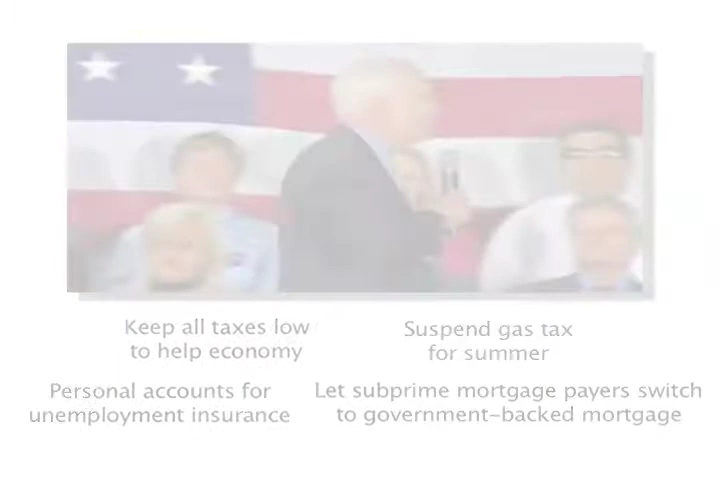 Keep all taxes low
to help economy
Suspend gas tax
for summer
Personal accounts for
unemployment insurance
Let subprime mortgage payers switch
to government-backed mortgage